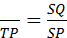 /TP = SQ/SP